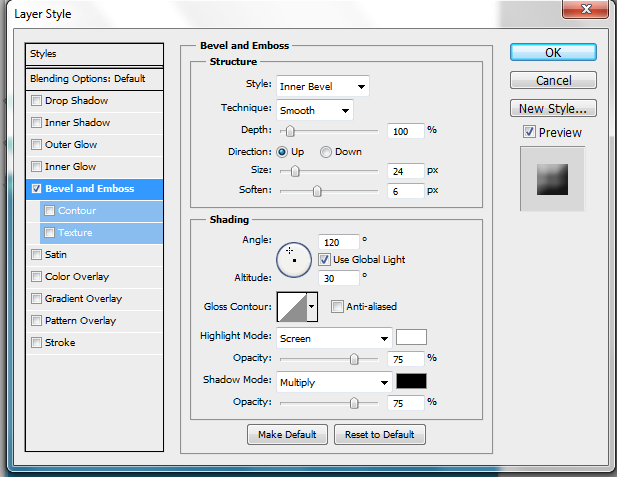 Layer Style
Styles
Blending Options: Default
Drop Shadow
Inner Shadow
Outer Glow
Inner Glow
Bevel and Emboss
Contour
Texture
Satin
Color Overlay
Gradient Overlay
Pattern Overlay
Stroke
Bevel and Emboss
Structure
Style: Inner Bevel
Technique: Smooth
Depth: 100 %
Direction: Up Down
Size: 24 px
Soften: 6 px
Shading
Angle: 120 °
Use Global Light
Altitude: 30 °
Gloss Contour: Anti-aliased
Highlight Mode: Screen
Opacity: 75 %
Shadow Mode: Multiply
Opacity: 75 %
Make Default Reset to Default
OK
Cancel
New Style...
Preview